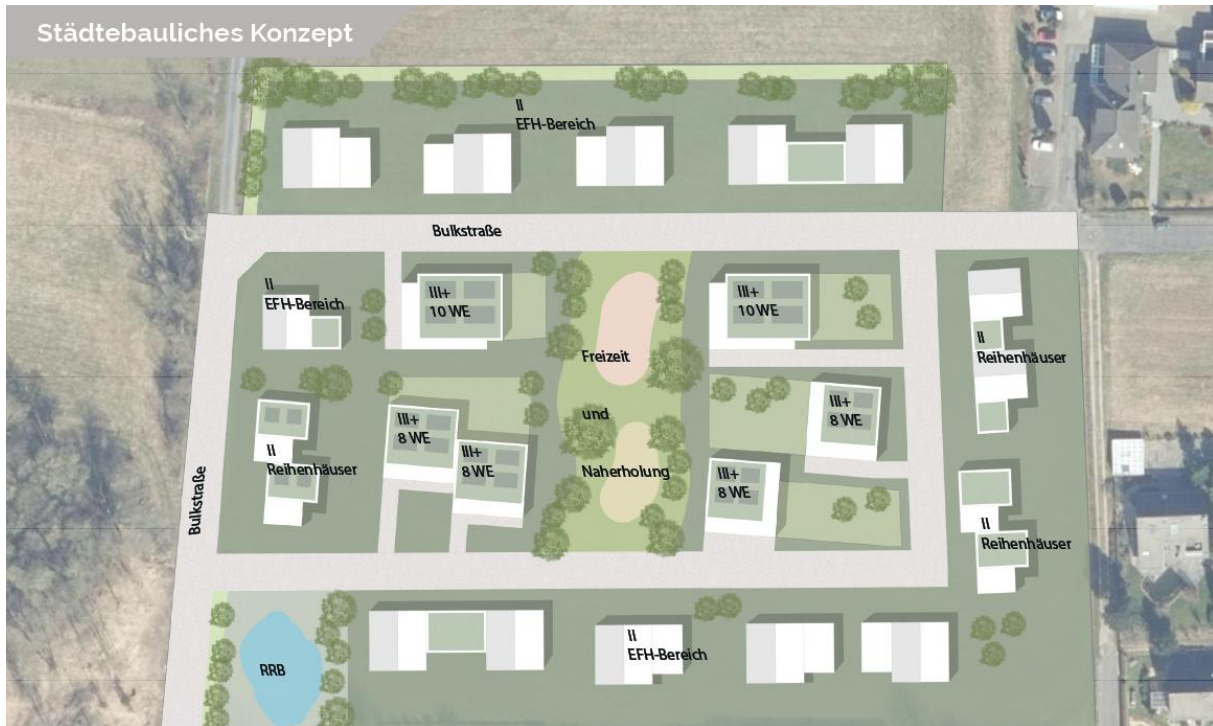 Städtebauliches Konzept
II
EFH-Bereich
Bulkstraße
II
EFH-Bereich
III+
10 WE
III+
10 WE
II
Reihenhäuser
Freizeit
und
Naherholung
III+
8 WE
III+
8 WE
III+
8 WE
III+
8 WE
II
Reihenhäuser
Bulkstraße
II
Reihenhäuser
RRB
II
EFH-Bereich